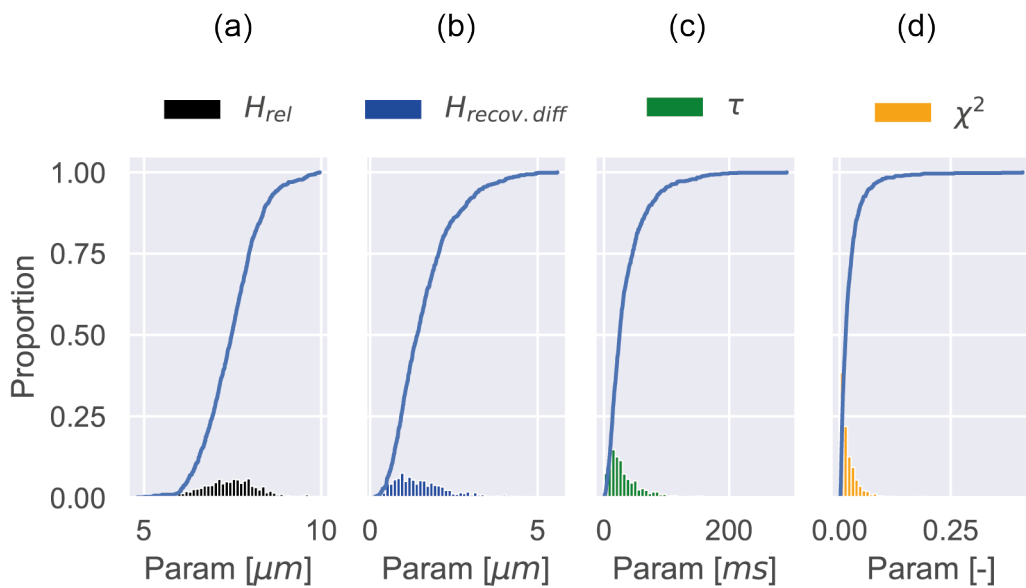 (a) (b) (c) (d)
H_rel H_recov.diff τ χ²
Proportion
1.00
0.75
0.50
0.25
0.00
5 10 0 5 0 200 0.00 0.25
Param [μm] Param [μm] Param [ms] Param [-]